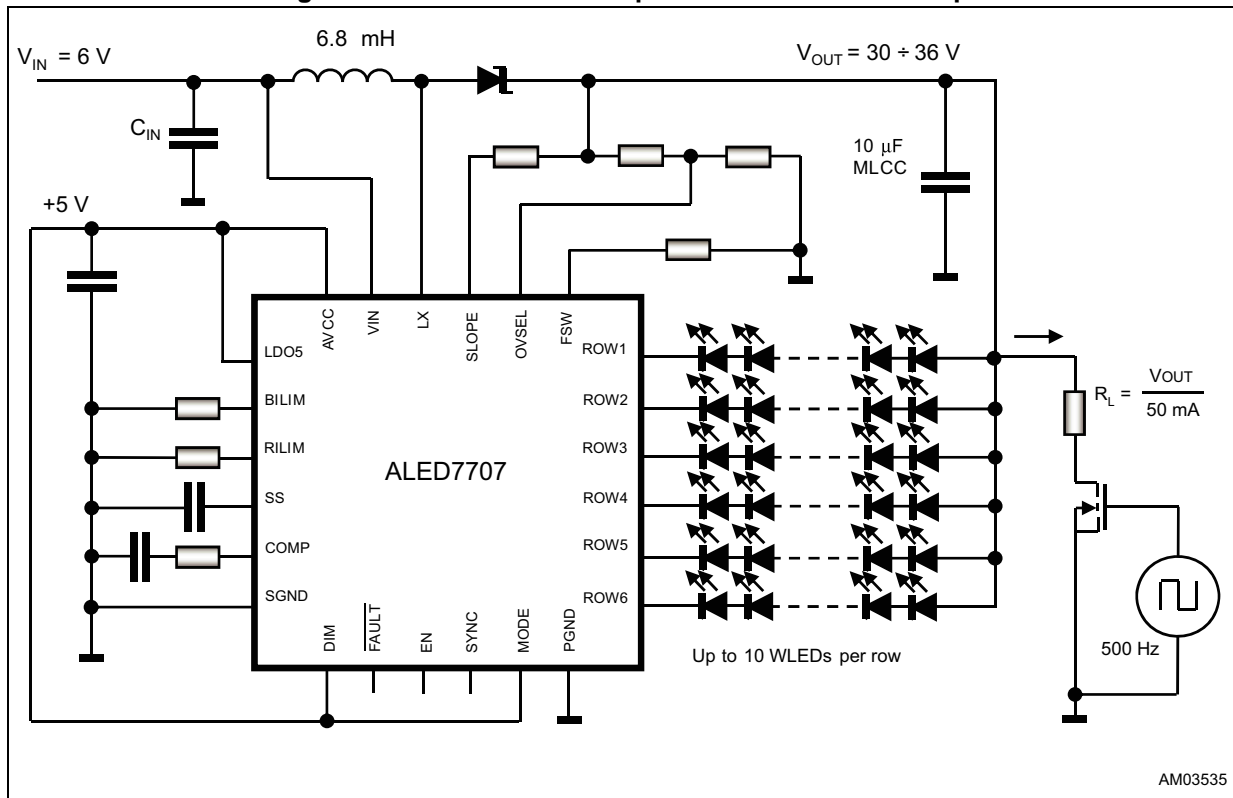 6.8 mH
V_IN = 6 V
V_OUT = 30 ÷ 36 V
C_IN
10 μF
MLCC
+5 V
AVCC
VIN
LX
SLOPE
OVSEL
FSW
LDO5
BILIM
RILIM
SS
COMP
SGND
ALED7707
ROW1
ROW2
ROW3
ROW4
ROW5
ROW6
DIM
FAULT
EN
SYNC
MODE
PGND
Up to 10 WLEDs per row
R_L = VOUT
50 mA
500 Hz
AM03535